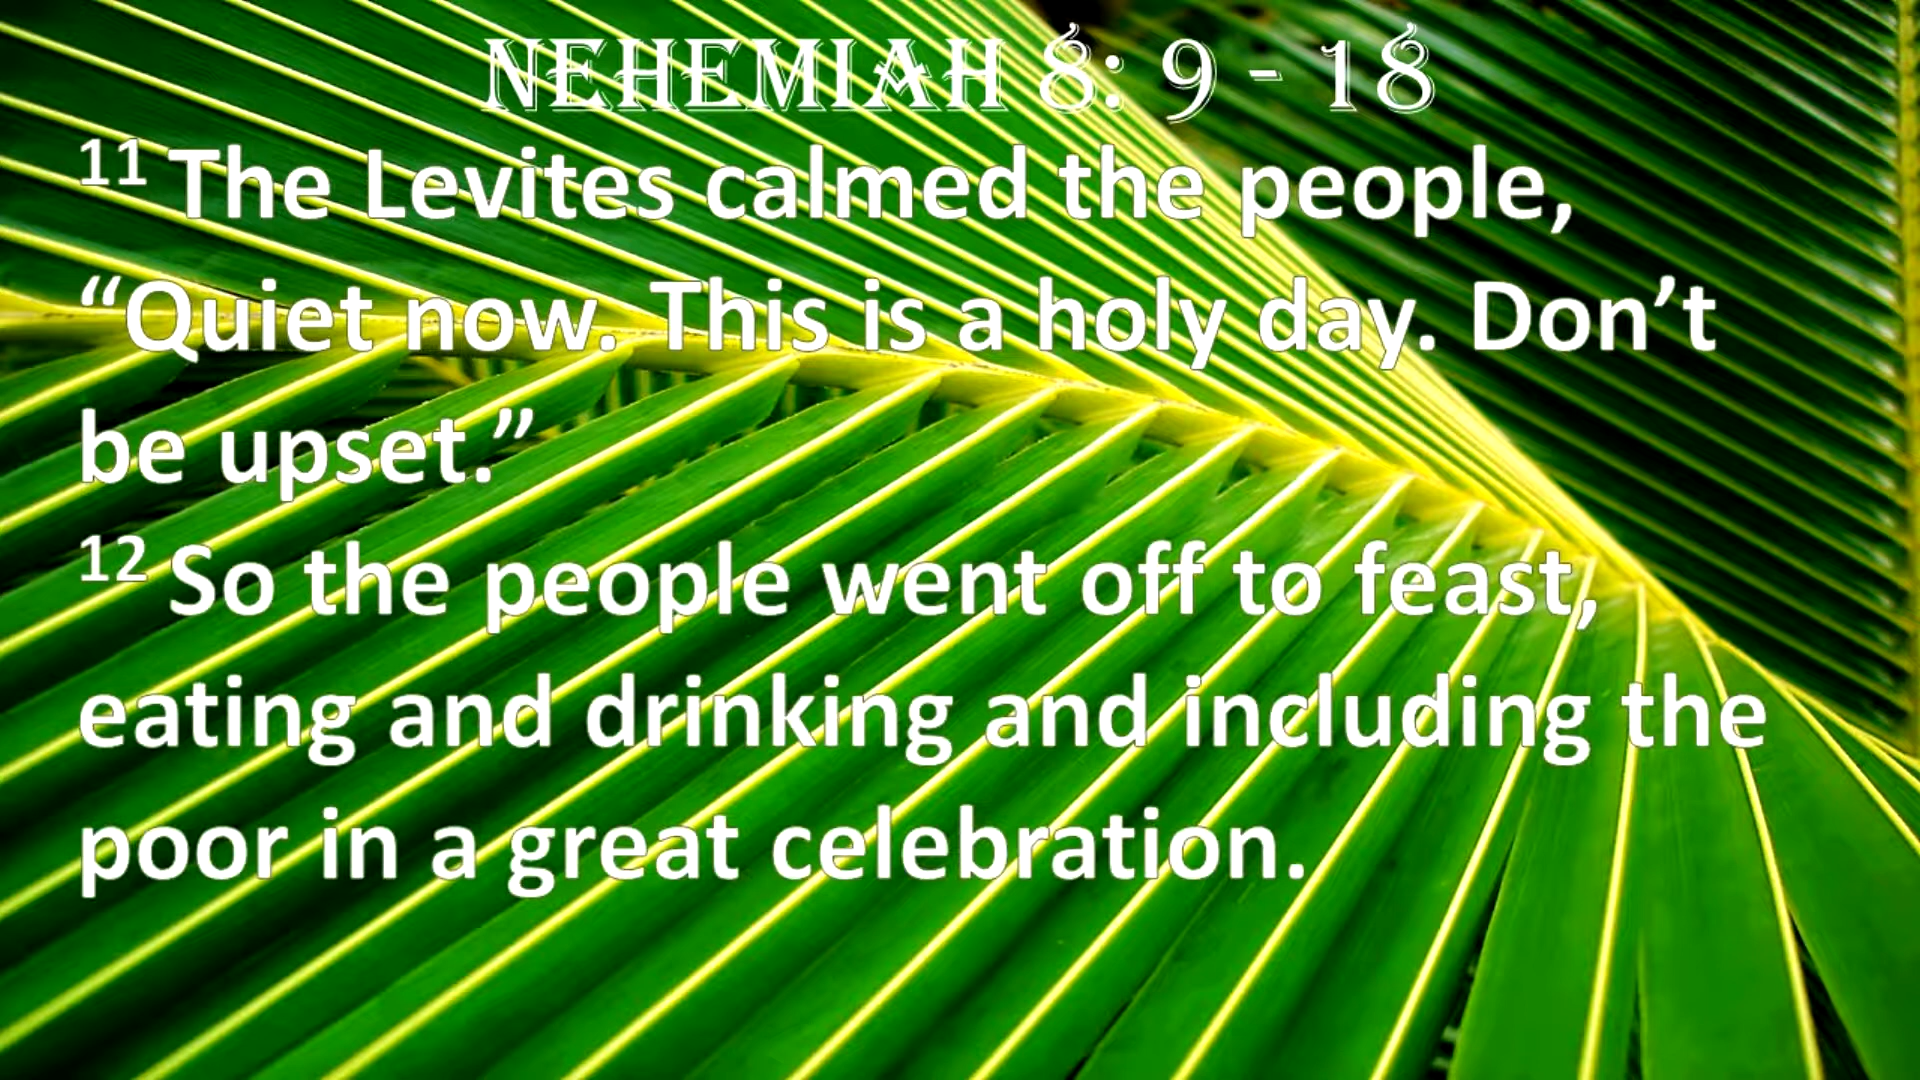 NEHEMIAH 8: 9 - 18
11 The Levites calmed the people,
“Quiet now. This is a holy day. Don’t
be upset.”
12 So the people went off to feast,
eating and drinking and including the
poor in a great celebration.